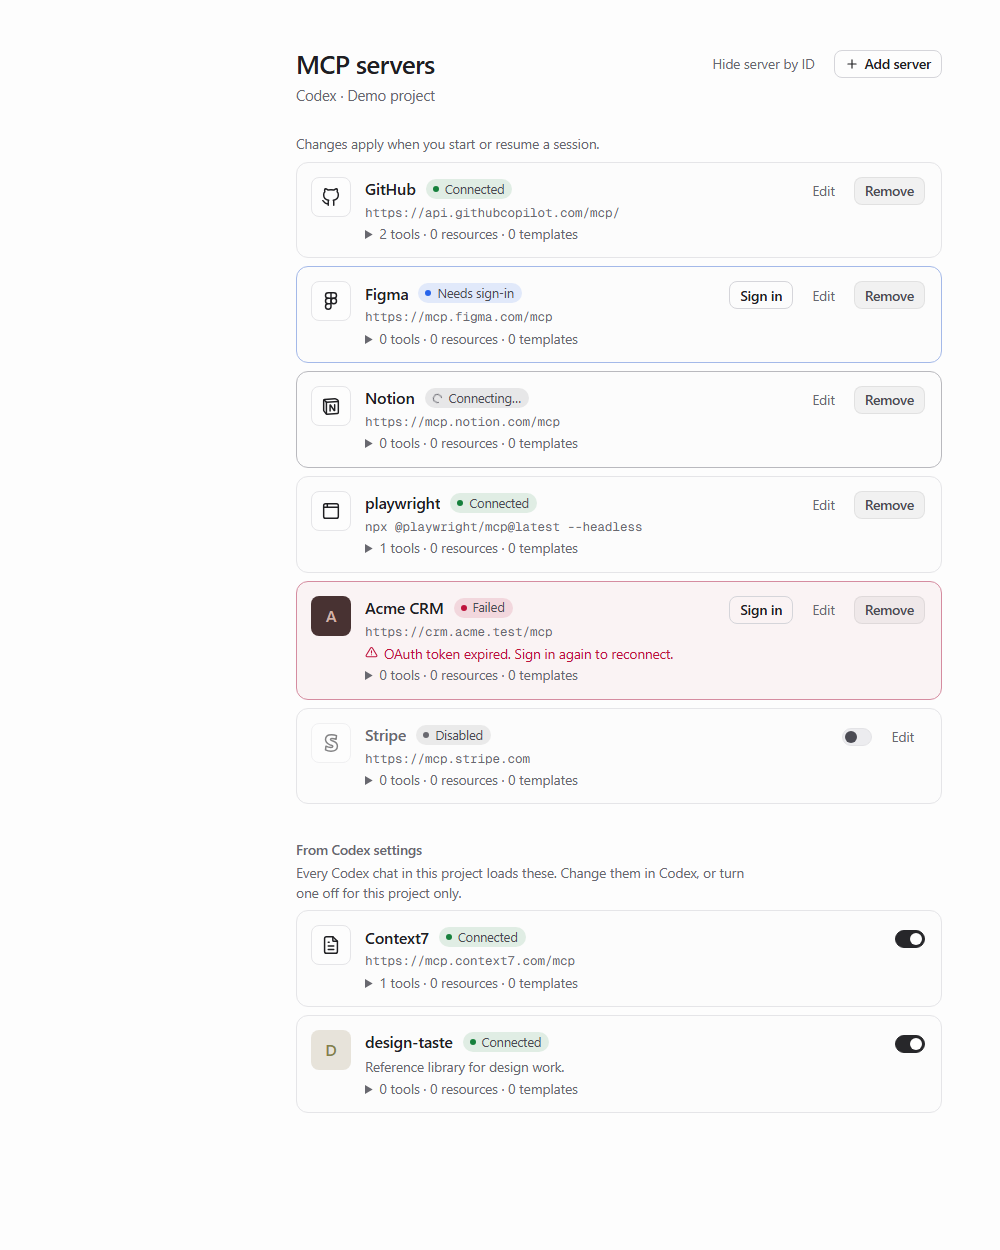 MCP servers
Hide server by ID
+ Add server
Codex · Demo project
Changes apply when you start or resume a session.
GitHub
Connected
Edit
Remove
https://api.githubcopilot.com/mcp/
2 tools · 0 resources · 0 templates
Figma
Needs sign-in
Sign in
Edit
Remove
https://mcp.figma.com/mcp
0 tools · 0 resources · 0 templates
Notion
Connecting…
Edit
Remove
https://mcp.notion.com/mcp
0 tools · 0 resources · 0 templates
playwright
Connected
Edit
Remove
npx @playwright/mcp@latest --headless
1 tools · 0 resources · 0 templates
A
Acme CRM
Failed
Sign in
Edit
Remove
https://crm.acme.test/mcp
OAuth token expired. Sign in again to reconnect.
0 tools · 0 resources · 0 templates
Stripe
Disabled
Edit
https://mcp.stripe.com
0 tools · 0 resources · 0 templates
From Codex settings
Every Codex chat in this project loads these. Change them in Codex, or turn
one off for this project only.
Context7
Connected
https://mcp.context7.com/mcp
1 tools · 0 resources · 0 templates
D
design-taste
Connected
Reference library for design work.
0 tools · 0 resources · 0 templates